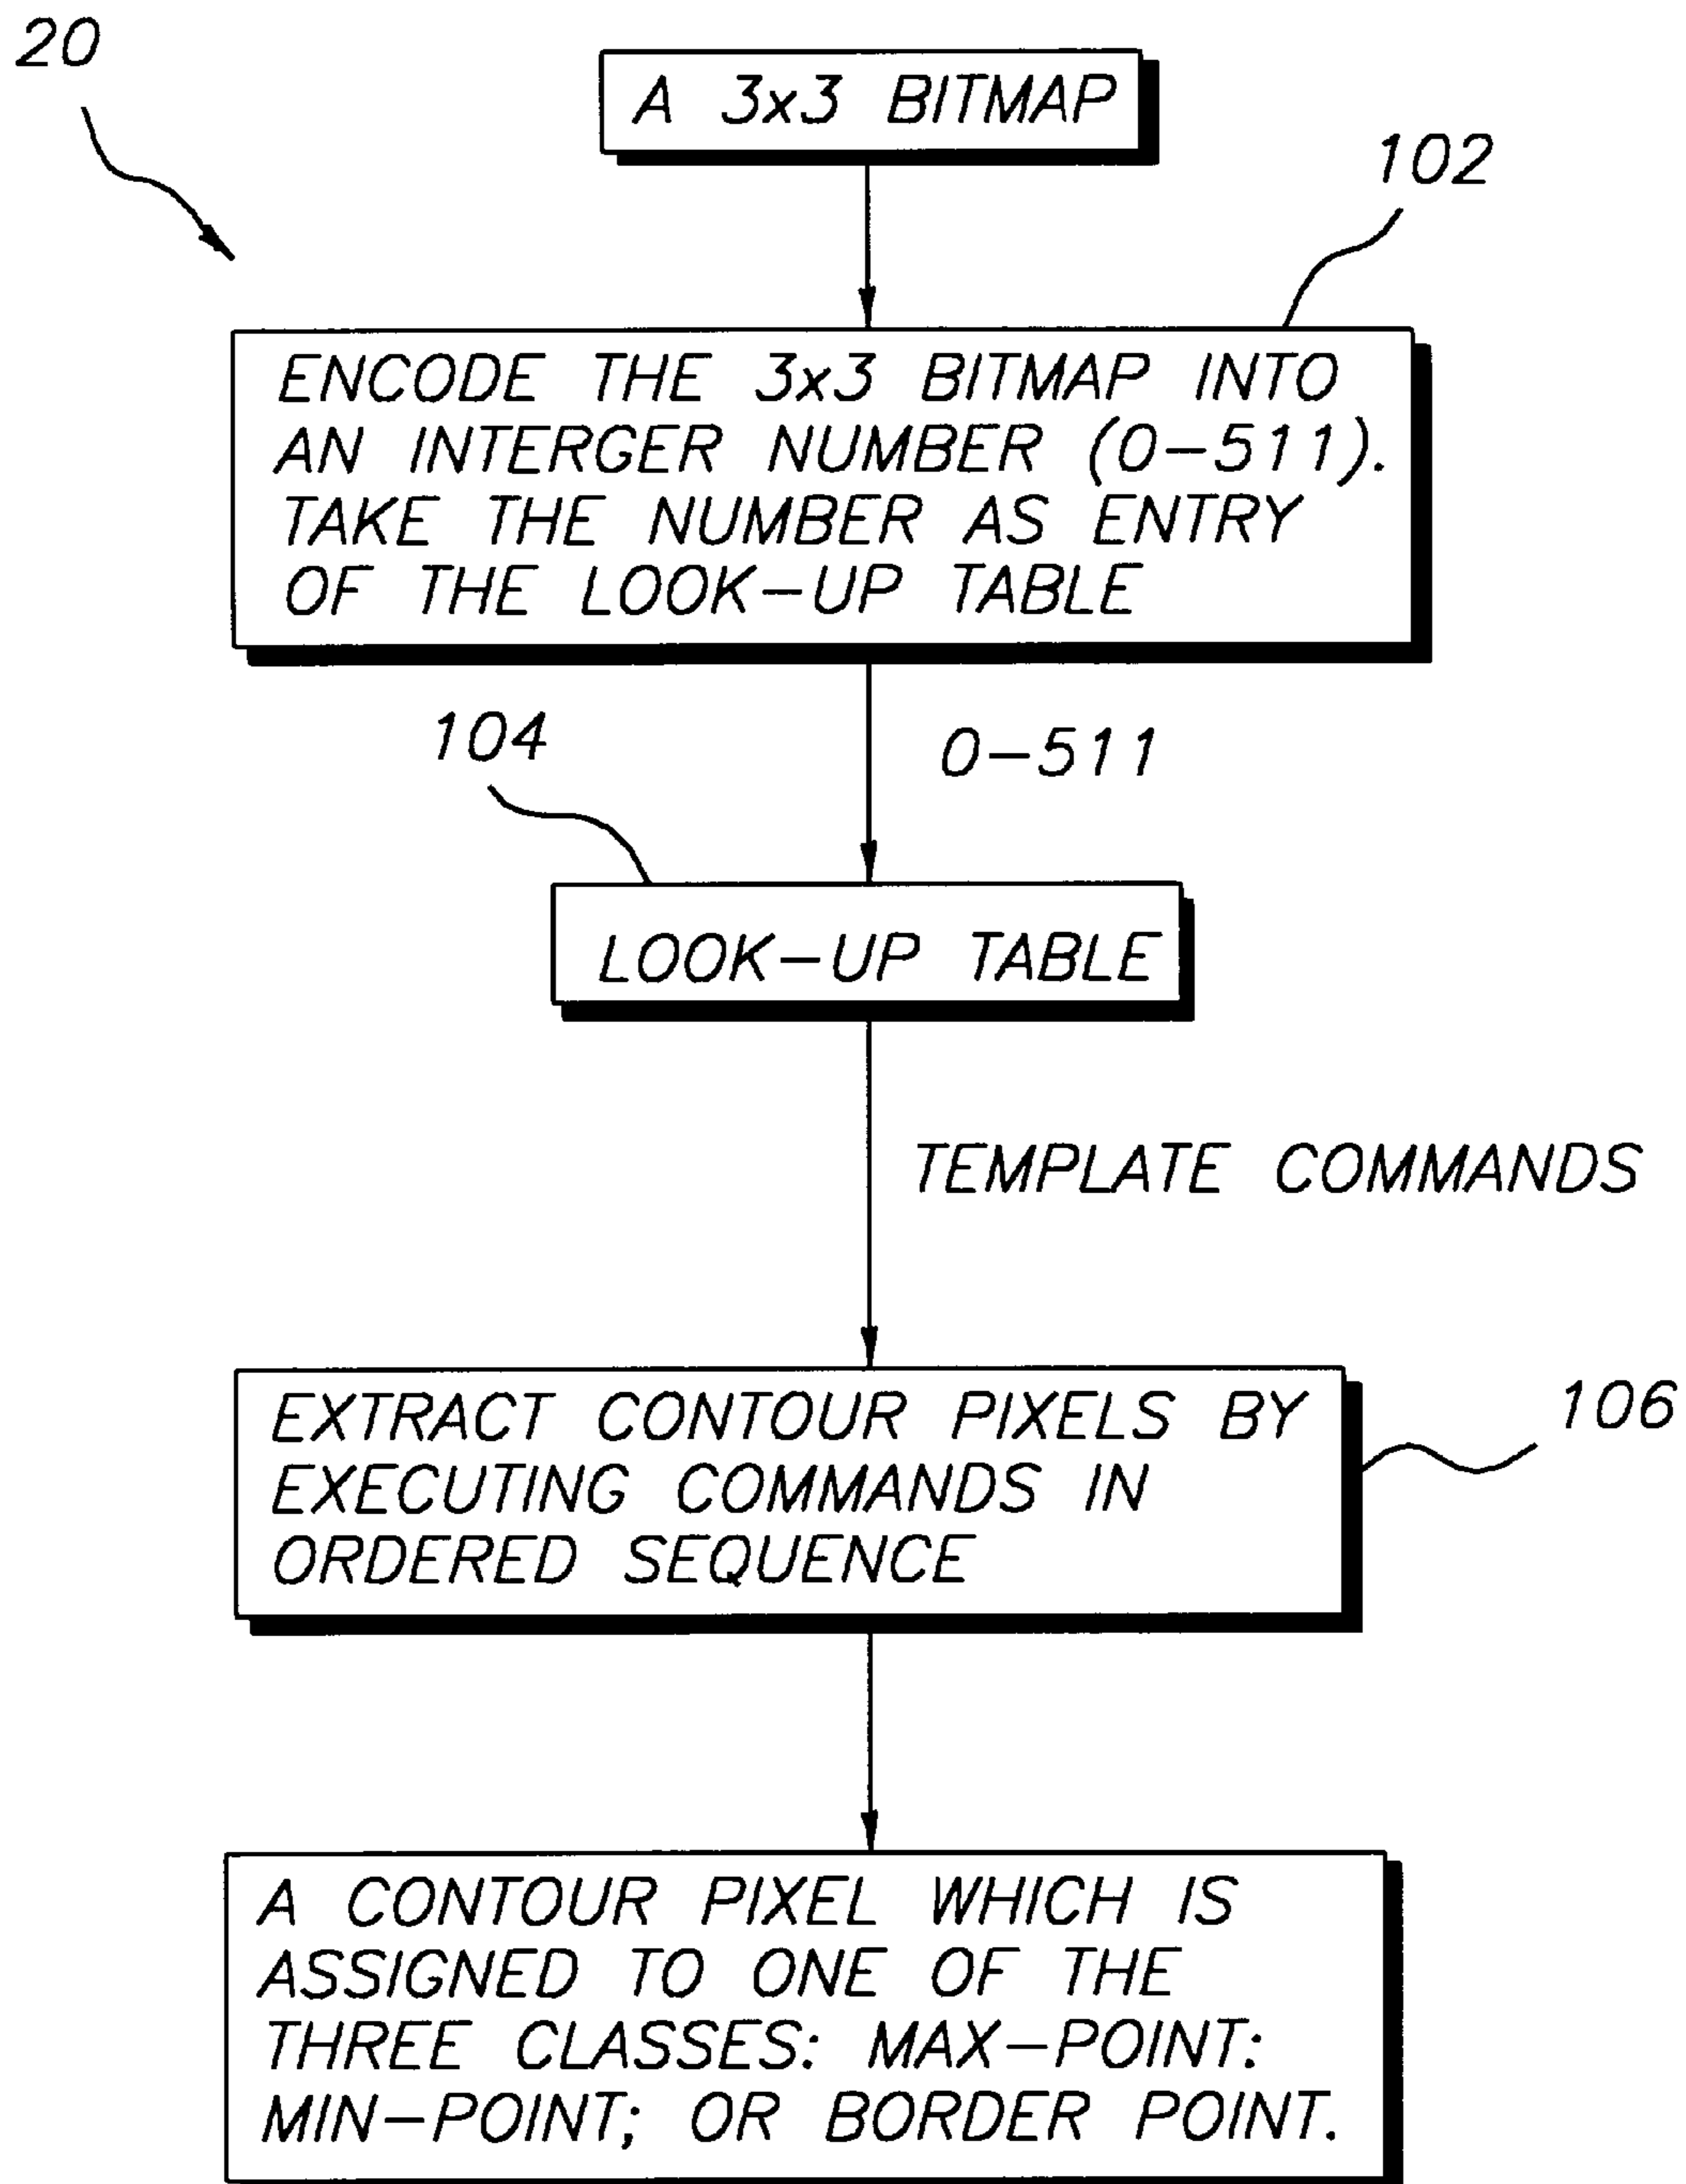 20
A 3x3 BITMAP
102
ENCODE THE 3x3 BITMAP INTO
AN INTERGER NUMBER (0-511).
TAKE THE NUMBER AS ENTRY
OF THE LOOK-UP TABLE
104
0-511
LOOK-UP TABLE
TEMPLATE COMMANDS
EXTRACT CONTOUR PIXELS BY
EXECUTING COMMANDS IN
ORDERED SEQUENCE
106
A CONTOUR PIXEL WHICH IS
ASSIGNED TO ONE OF THE
THREE CLASSES: MAX-POINT:
MIN-POINT; OR BORDER POINT.